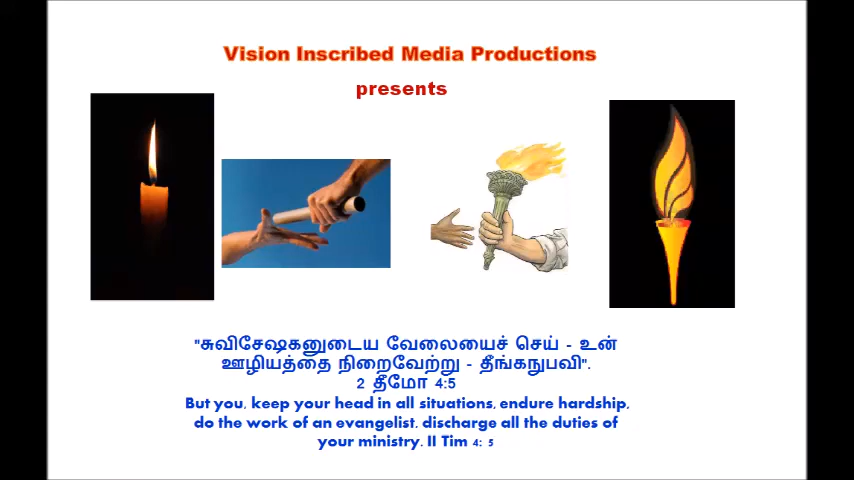 Vision Inscribed Media Productions
presents
"சுவிசேஷகனுடைய வேலையைச் செய் - உன்
ஊழியத்தை நிறைவேற்று - தீங்கநுபவி".
2 தீமோ 4:5
But you, keep your head in all situations, endure hardship,
do the work of an evangelist, discharge all the duties of
your ministry. II Tim 4: 5